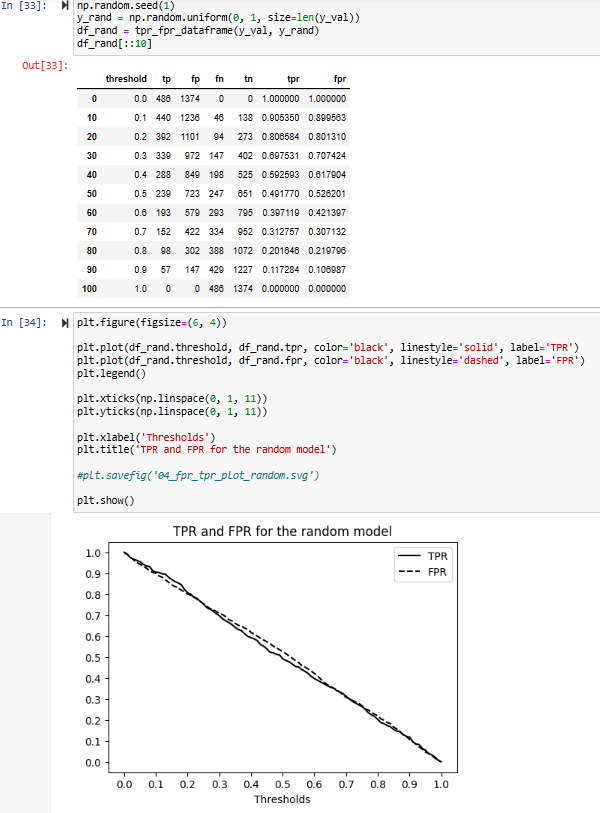 In [33]:
np.random.seed(1)
y_rand = np.random.uniform(0, 1, size=len(y_val))
df_rand = tpr_fpr_dataframe(y_val, y_rand)
df_rand[::10]
Out[33]:
threshold tp fp fn tn tpr fpr
0 0.0 486 1374 0 0 1.000000 1.000000
10 0.1 440 1236 46 138 0.905350 0.899563
20 0.2 392 1101 94 273 0.806584 0.801310
30 0.3 339 972 147 402 0.697531 0.707424
40 0.4 288 849 198 525 0.592593 0.617904
50 0.5 239 723 247 651 0.491770 0.526201
60 0.6 193 579 293 795 0.397119 0.421397
70 0.7 152 422 334 952 0.312757 0.307132
80 0.8 98 302 388 1072 0.201646 0.219796
90 0.9 57 147 429 1227 0.117284 0.106987
100 1.0 0 0 486 1374 0.000000 0.000000
In [34]:
plt.figure(figsize=(6, 4))
plt.plot(df_rand.threshold, df_rand.tpr, color='black', linestyle='solid', label='TPR')
plt.plot(df_rand.threshold, df_rand.fpr, color='black', linestyle='dashed', label='FPR')
plt.legend()
plt.xticks(np.linspace(0, 1, 11))
plt.yticks(np.linspace(0, 1, 11))
plt.xlabel('Thresholds')
plt.title('TPR and FPR for the random model')
#plt.savefig('04_fpr_tpr_plot_random.svg')
plt.show()
TPR and FPR for the random model
TPR
FPR
1.0
0.9
0.8
0.7
0.6
0.5
0.4
0.3
0.2
0.1
0.0
0.0 0.1 0.2 0.3 0.4 0.5 0.6 0.7 0.8 0.9 1.0
Thresholds